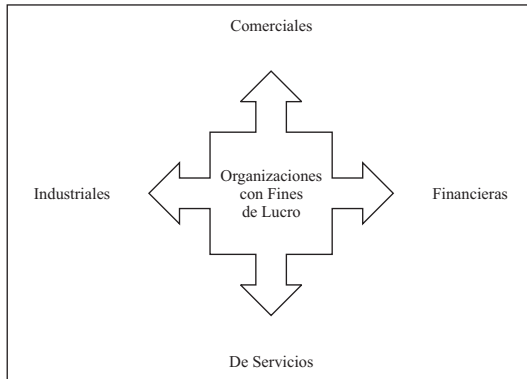 Comerciales
Industriales
Organizaciones
con Fines
de Lucro
Financieras
De Servicios